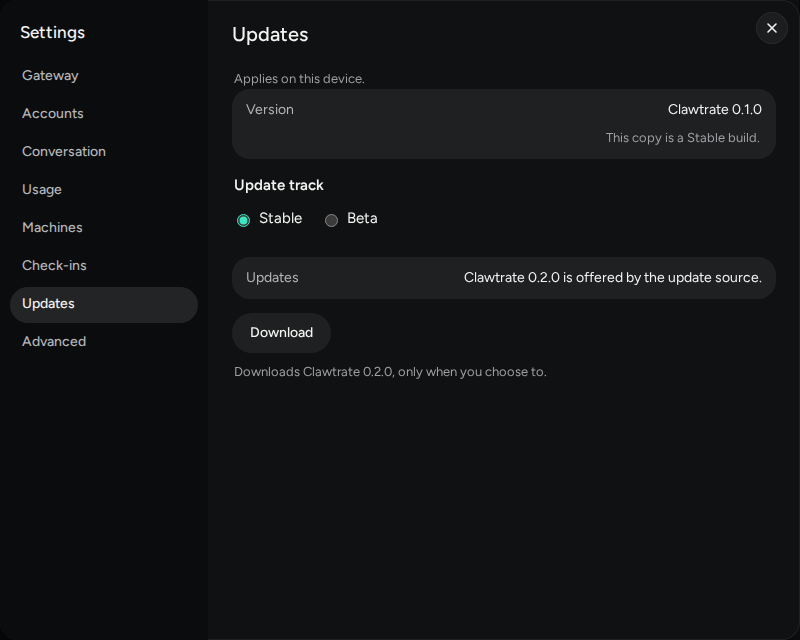 Settings
Gateway
Accounts
Conversation
Usage
Machines
Check-ins
Updates
Advanced
Updates
Applies on this device.
Version Clawtrate 0.1.0
This copy is a Stable build.
Update track
Stable Beta
Updates Clawtrate 0.2.0 is offered by the update source.
Download
Downloads Clawtrate 0.2.0, only when you choose to.